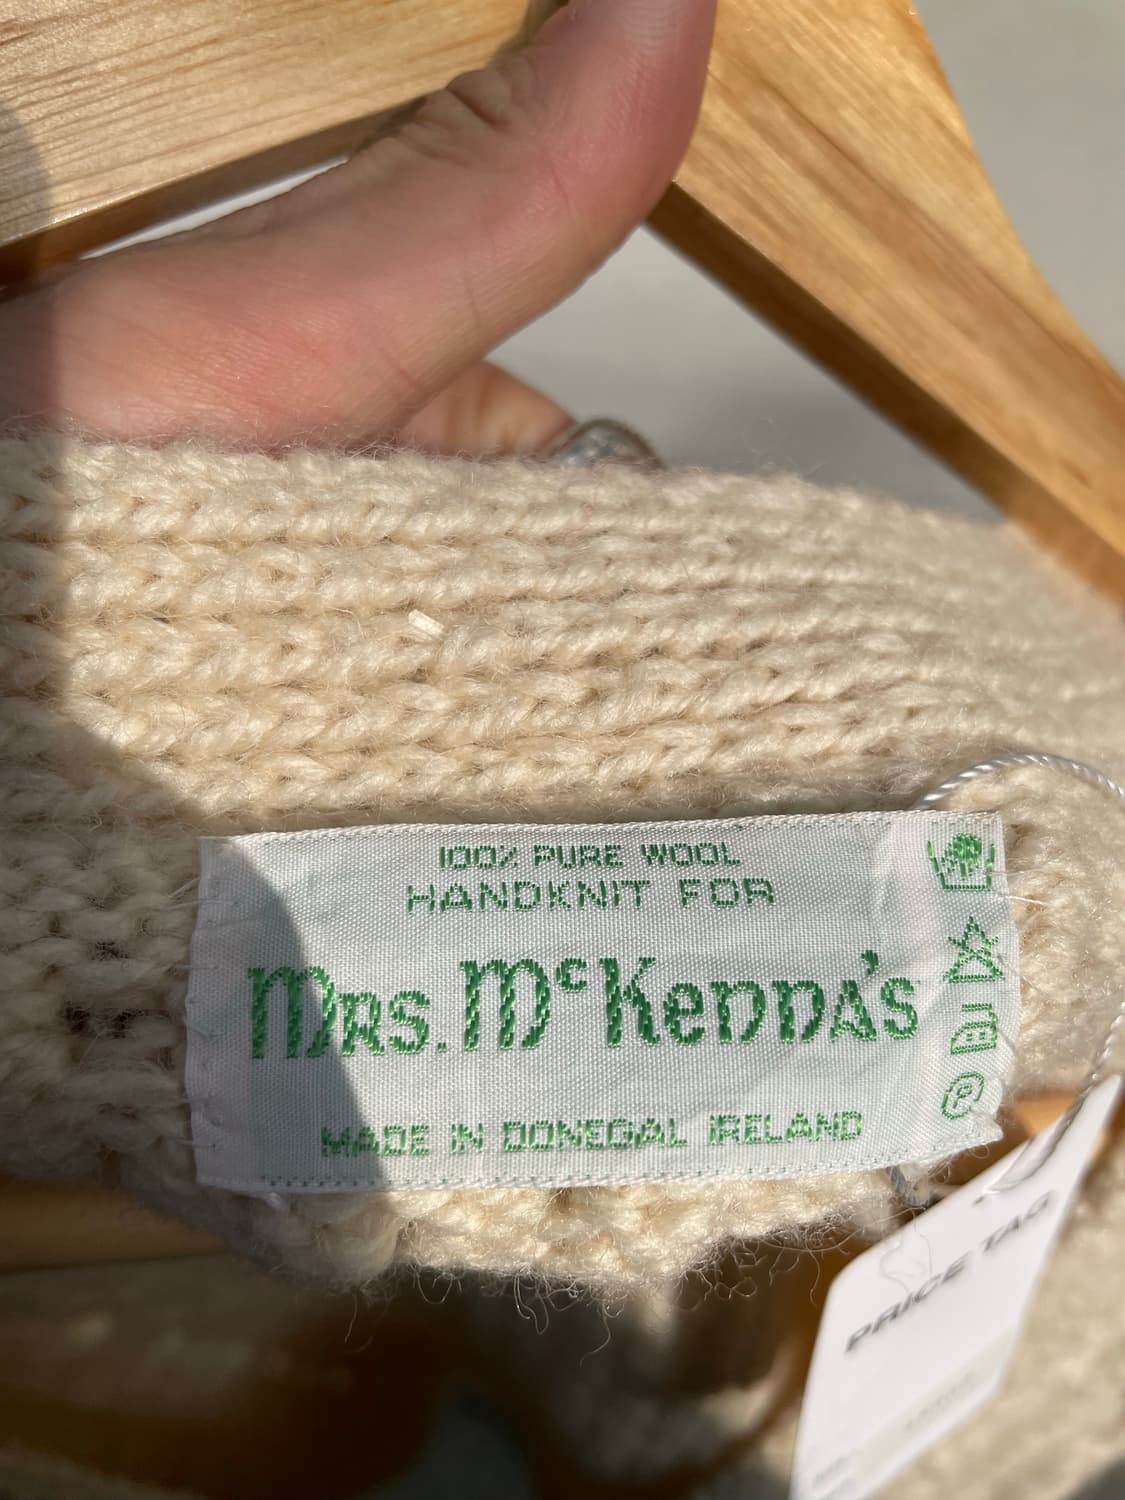 100% PURE WOOL
HANDKNIT FOR
Mrs. McKenna's
MADE IN DONEGAL IRELAND
P
PRICE TAG